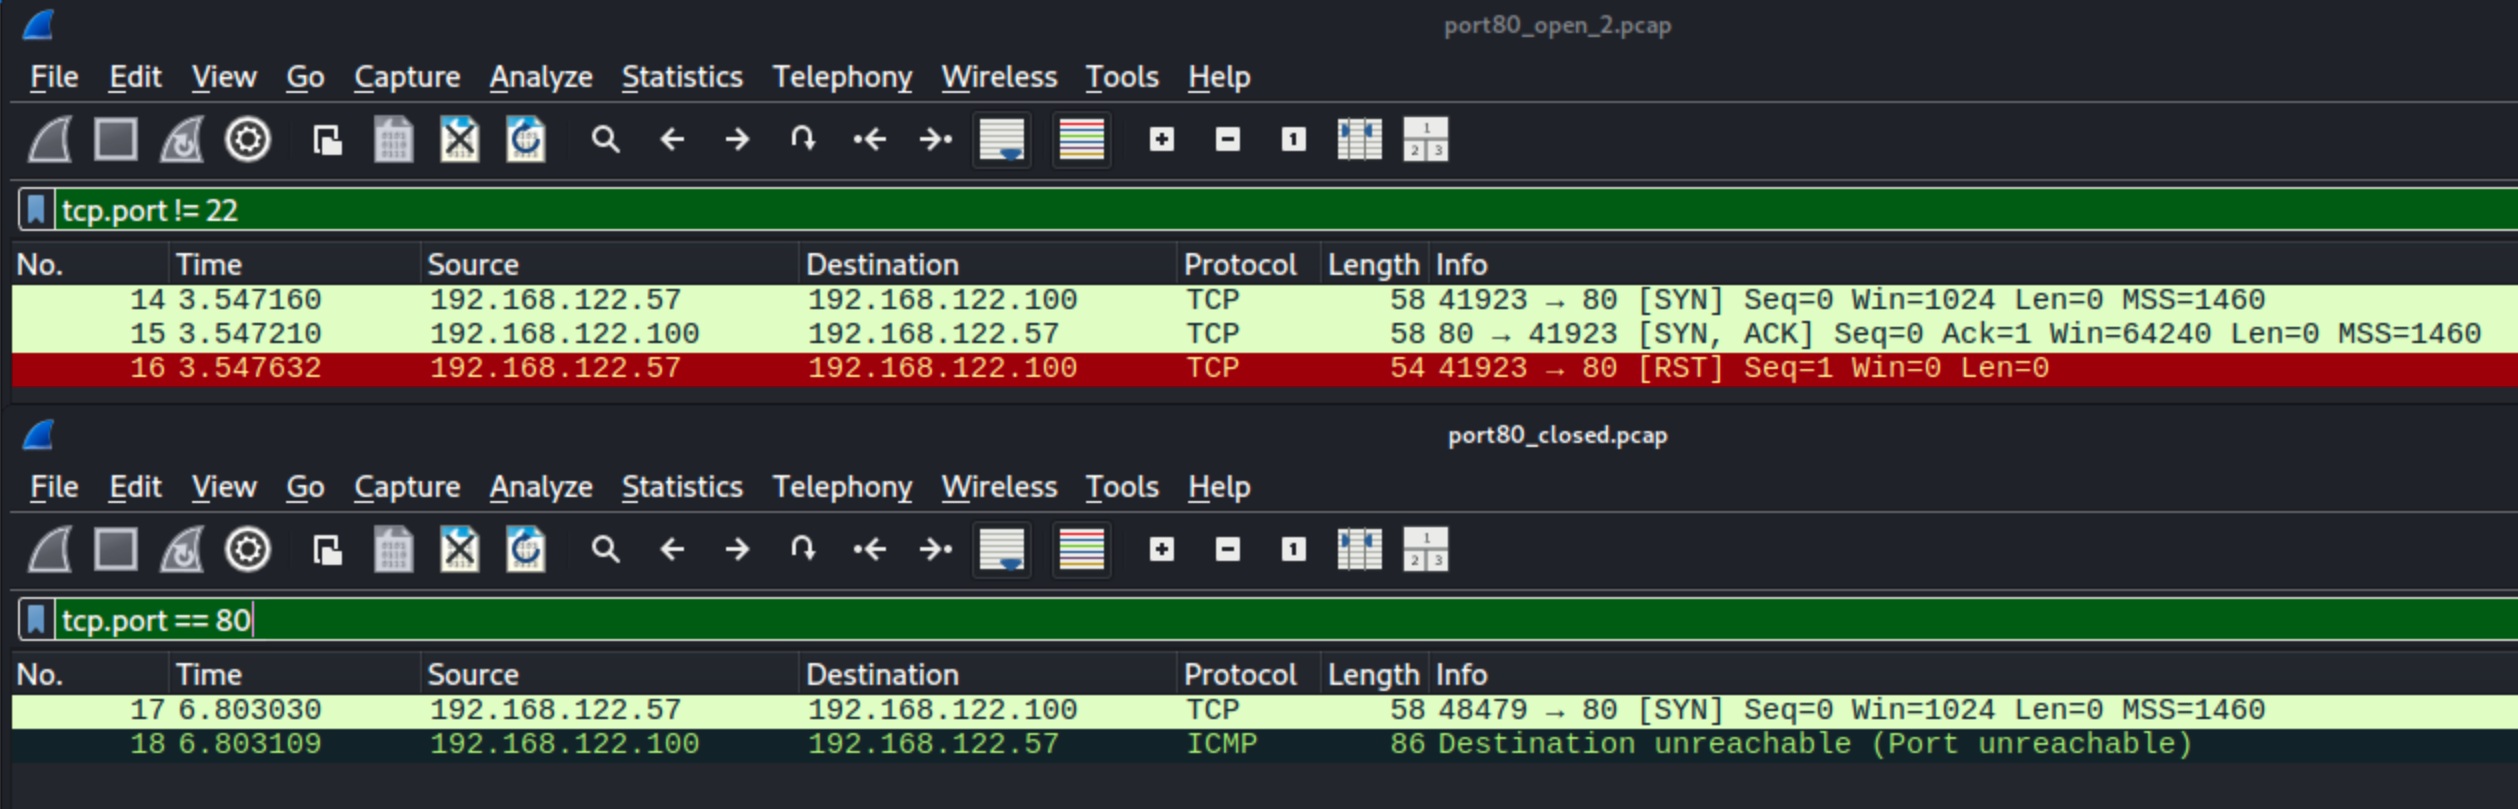 port80_open_2.pcap
File Edit View Go Capture Analyze Statistics Telephony Wireless Tools Help
tcp.port != 22
No. Time Source Destination Protocol Length Info
14 3.547160 192.168.122.57 192.168.122.100 TCP 58 41923 → 80 [SYN] Seq=0 Win=1024 Len=0 MSS=1460
15 3.547210 192.168.122.100 192.168.122.57 TCP 58 80 → 41923 [SYN, ACK] Seq=0 Ack=1 Win=64240 Len=0 MSS=1460
16 3.547632 192.168.122.57 192.168.122.100 TCP 54 41923 → 80 [RST] Seq=1 Win=0 Len=0
port80_closed.pcap
File Edit View Go Capture Analyze Statistics Telephony Wireless Tools Help
tcp.port == 80
No. Time Source Destination Protocol Length Info
17 6.803030 192.168.122.57 192.168.122.100 TCP 58 48479 → 80 [SYN] Seq=0 Win=1024 Len=0 MSS=1460
18 6.803109 192.168.122.100 192.168.122.57 ICMP 86 Destination unreachable (Port unreachable)